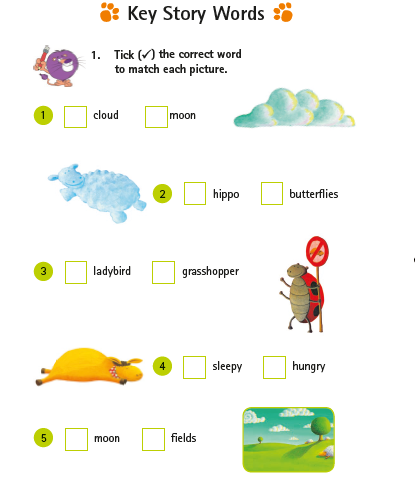 Key Story Words
1. Tick (✓) the correct word
to match each picture.
1 cloud moon
2 hippo butterflies
3 ladybird grasshopper
4 sleepy hungry
5 moon fields